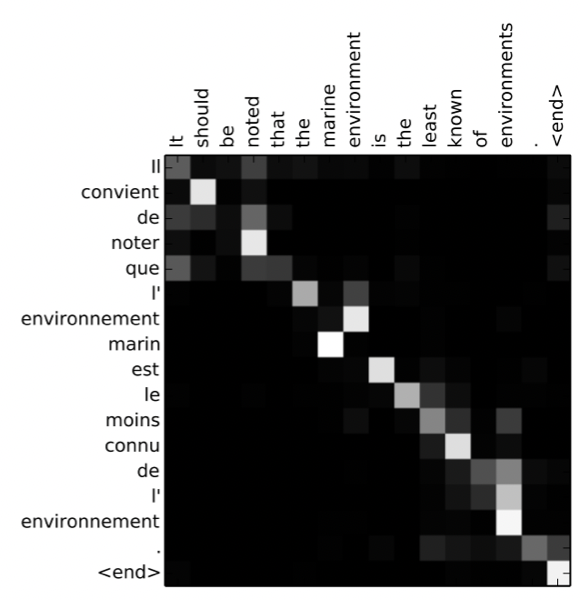 It
should
be
noted
that
the
marine
environment
is
the
least
known
of
environments
.
<end>
Il
convient
de
noter
que
l'
environnement
marin
est
le
moins
connu
de
l'
environnement
.
<end>